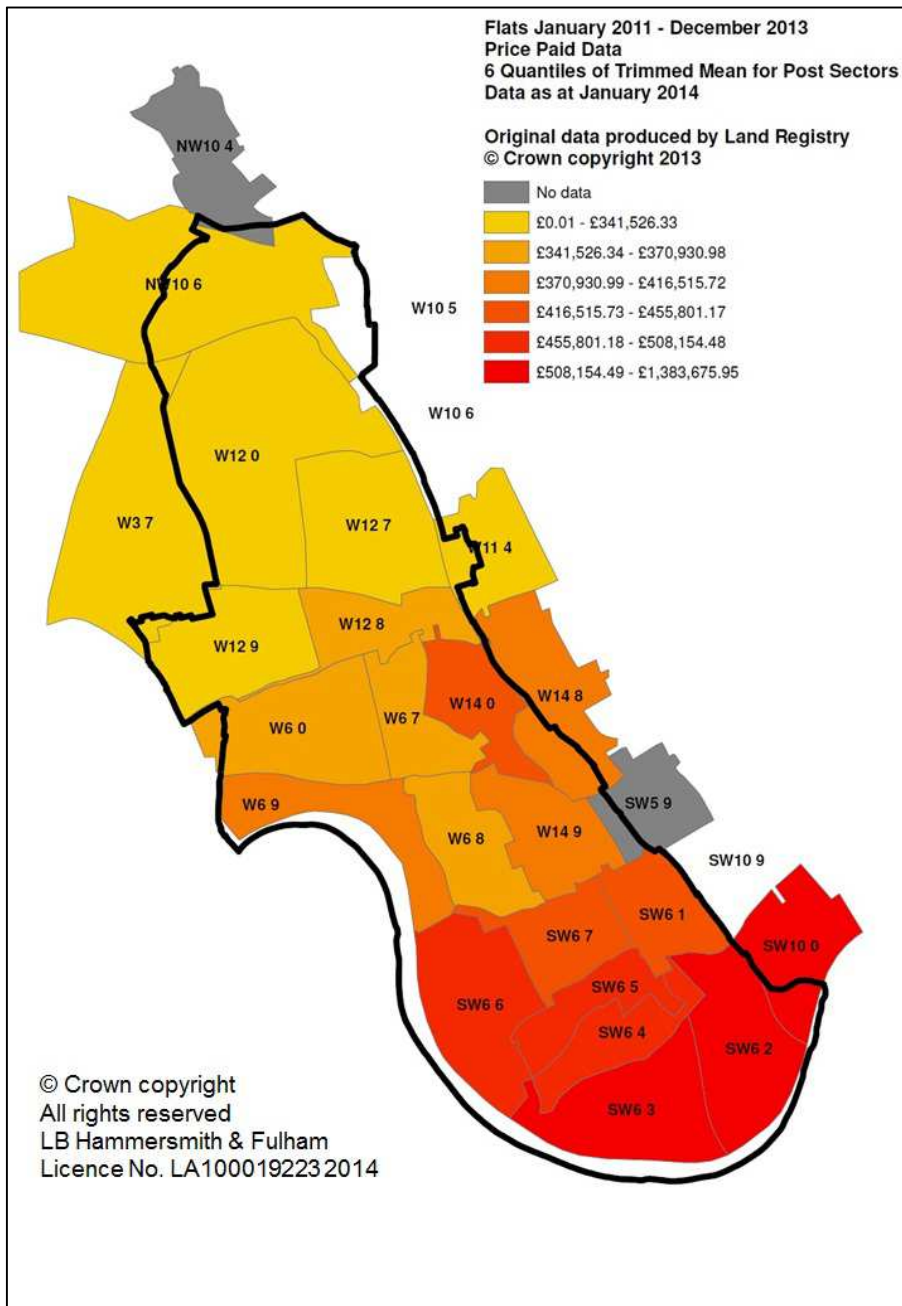 Flats January 2011 - December 2013
Price Paid Data
6 Quantiles of Trimmed Mean for Post Sectors
Data as at January 2014
Original data produced by Land Registry
© Crown copyright 2013
No data
£0.01 - £341,526.33
£341,526.34 - £370,930.98
£370,930.99 - £416,515.72
£416,515.73 - £455,801.17
£455,801.18 - £508,154.48
£508,154.49 - £1,383,675.95
NW10 4
NW10 6
W10 5
W10 6
W12 0
W3 7
W12 7
W11 4
W12 8
W12 9
W14 0
W14 8
W6 0
W6 7
W6 9
SW5 9
W6 8
W14 9
SW10 9
SW6 1
SW6 7
SW10 0
SW6 5
SW6 6
SW6 4
SW6 2
SW6 3
© Crown copyright
All rights reserved
LB Hammersmith & Fulham
Licence No. LA100019223 2014